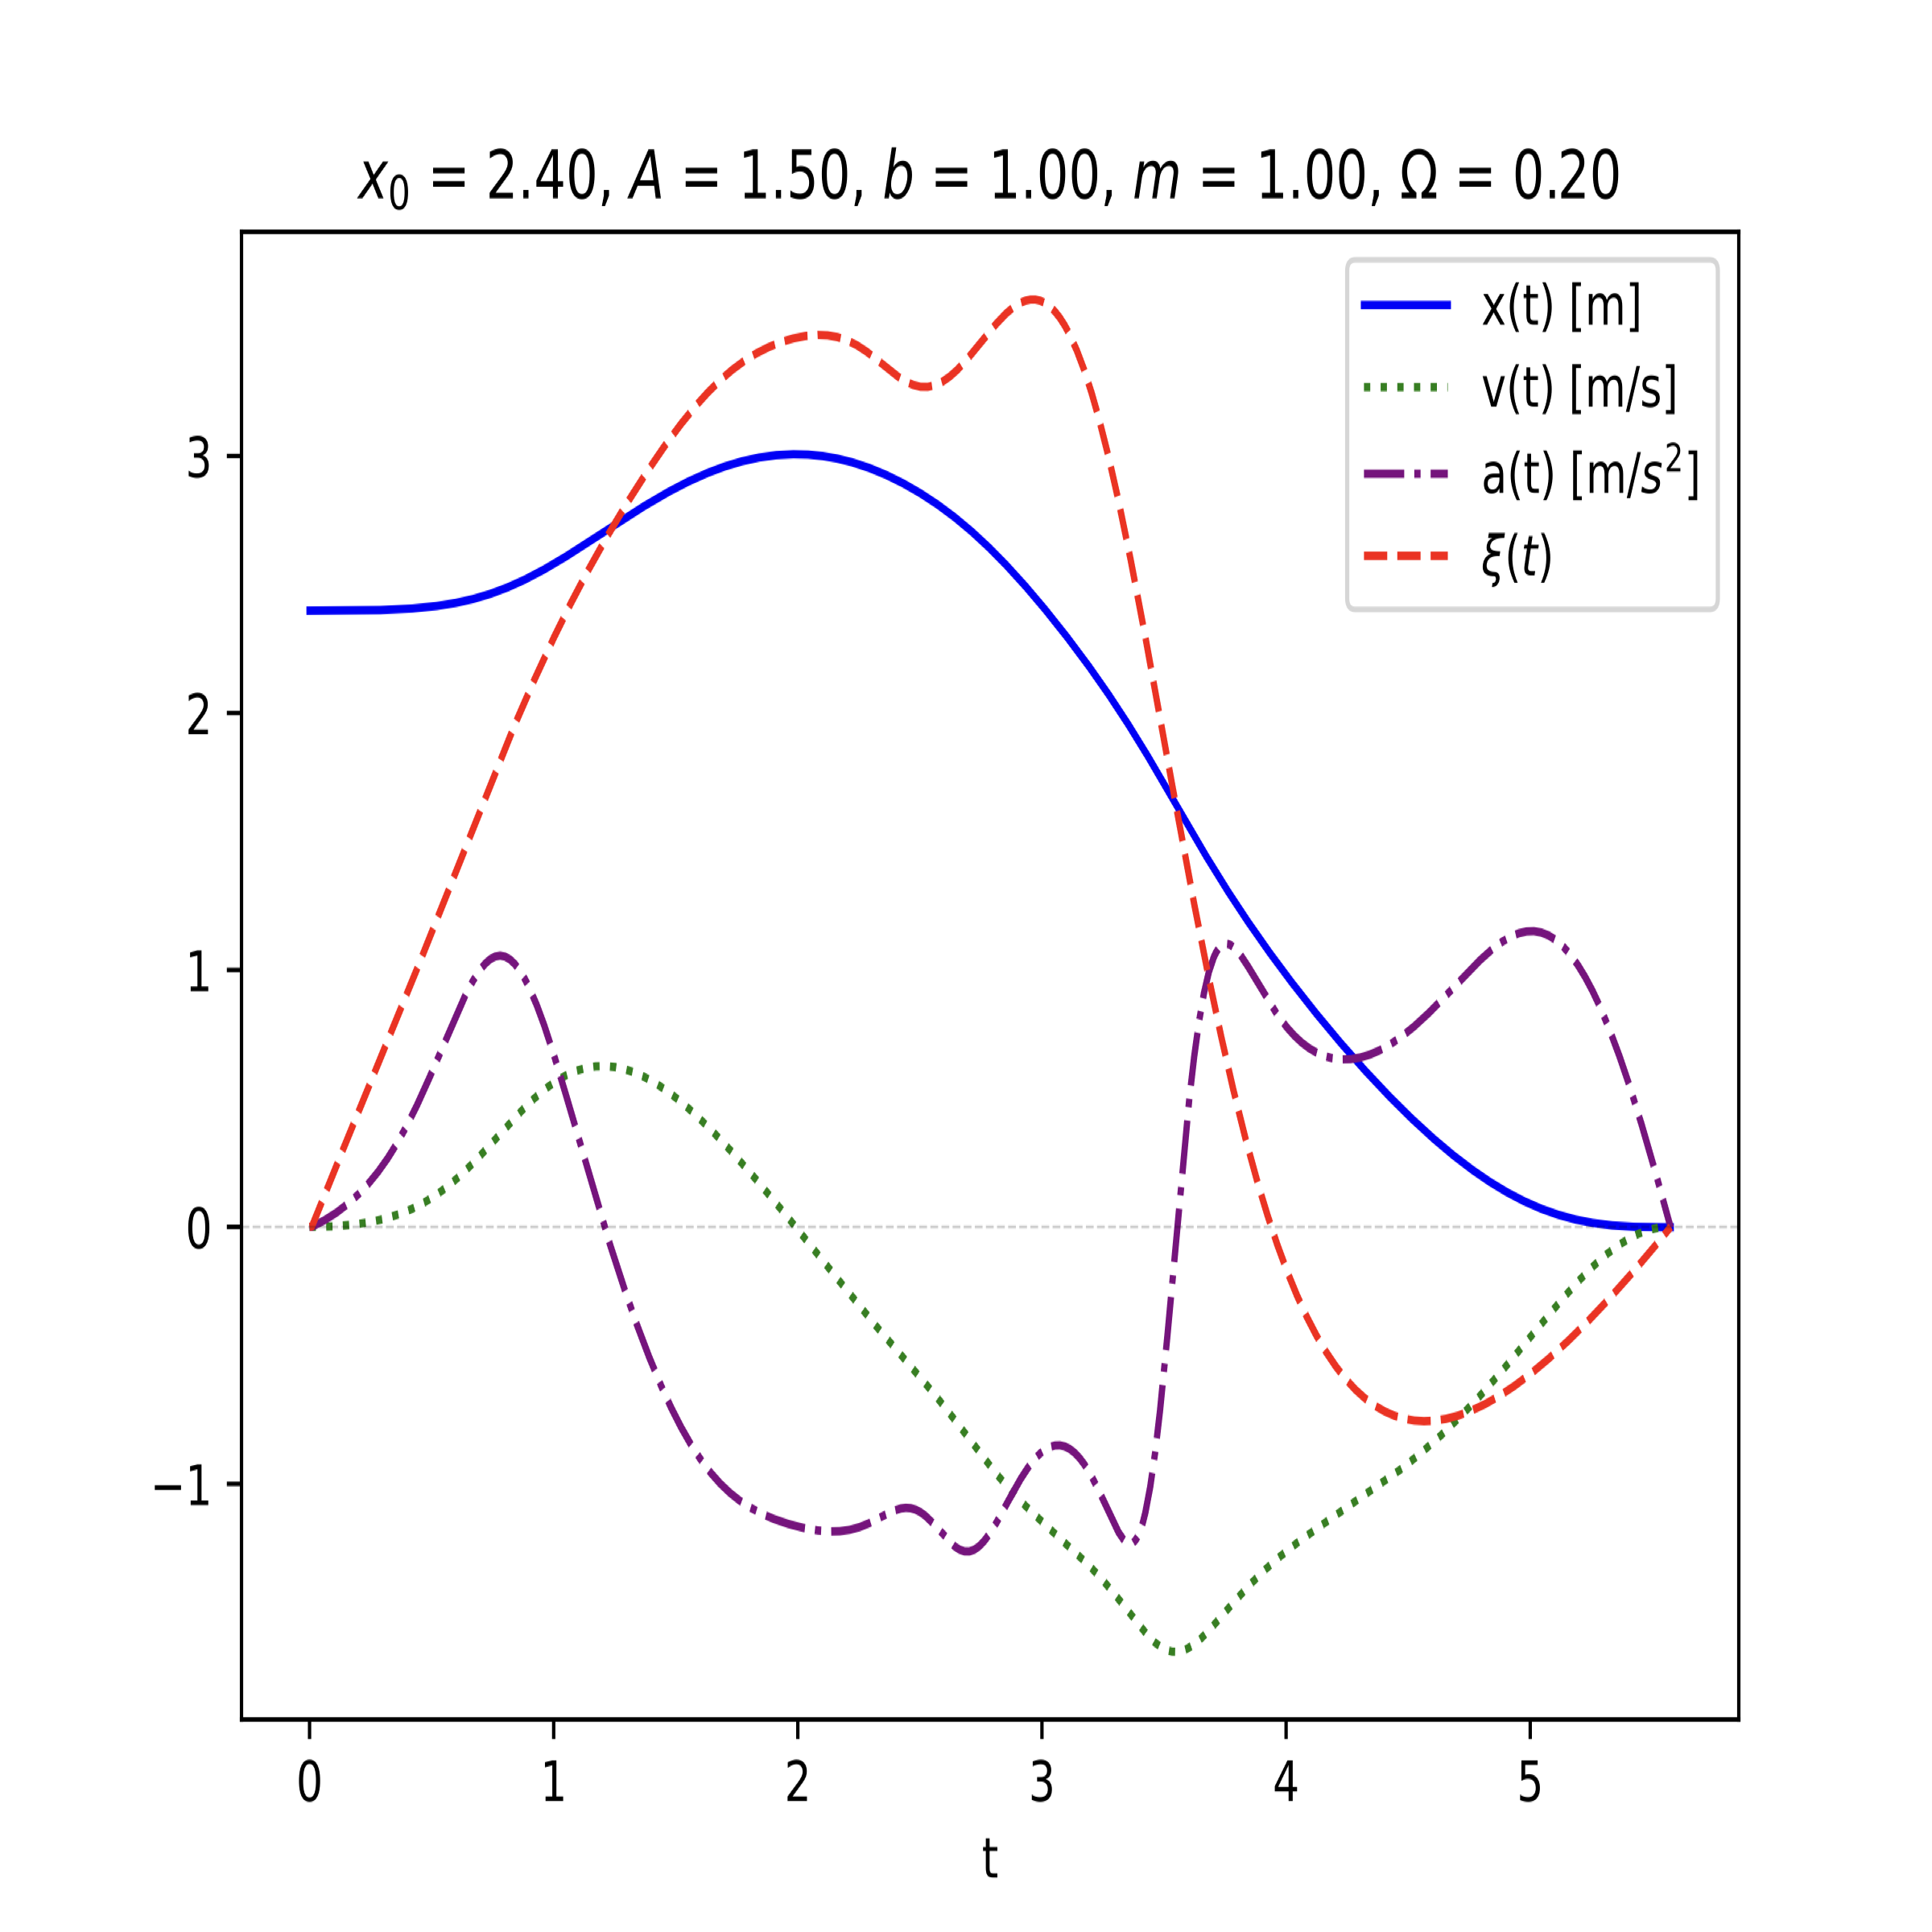 x₀ = 2.40, A = 1.50, b = 1.00, m = 1.00, Ω = 0.20
x(t) [m]
v(t) [m/s]
a(t) [m/s²]
ξ(t)
3
2
1
0
−1
0 1 2 3 4 5
t